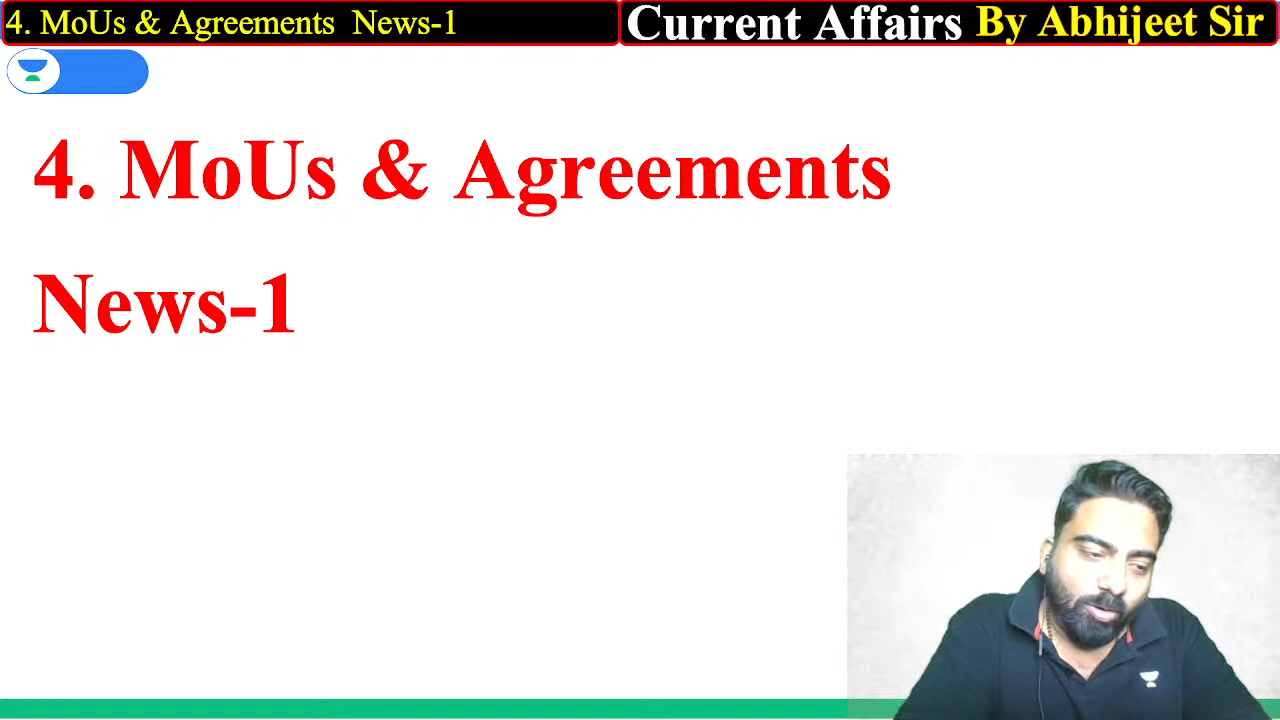 4. MoUs & Agreements  News-1
Current Affairs By Abhijeet Sir
4. MoUs & Agreements
News-1